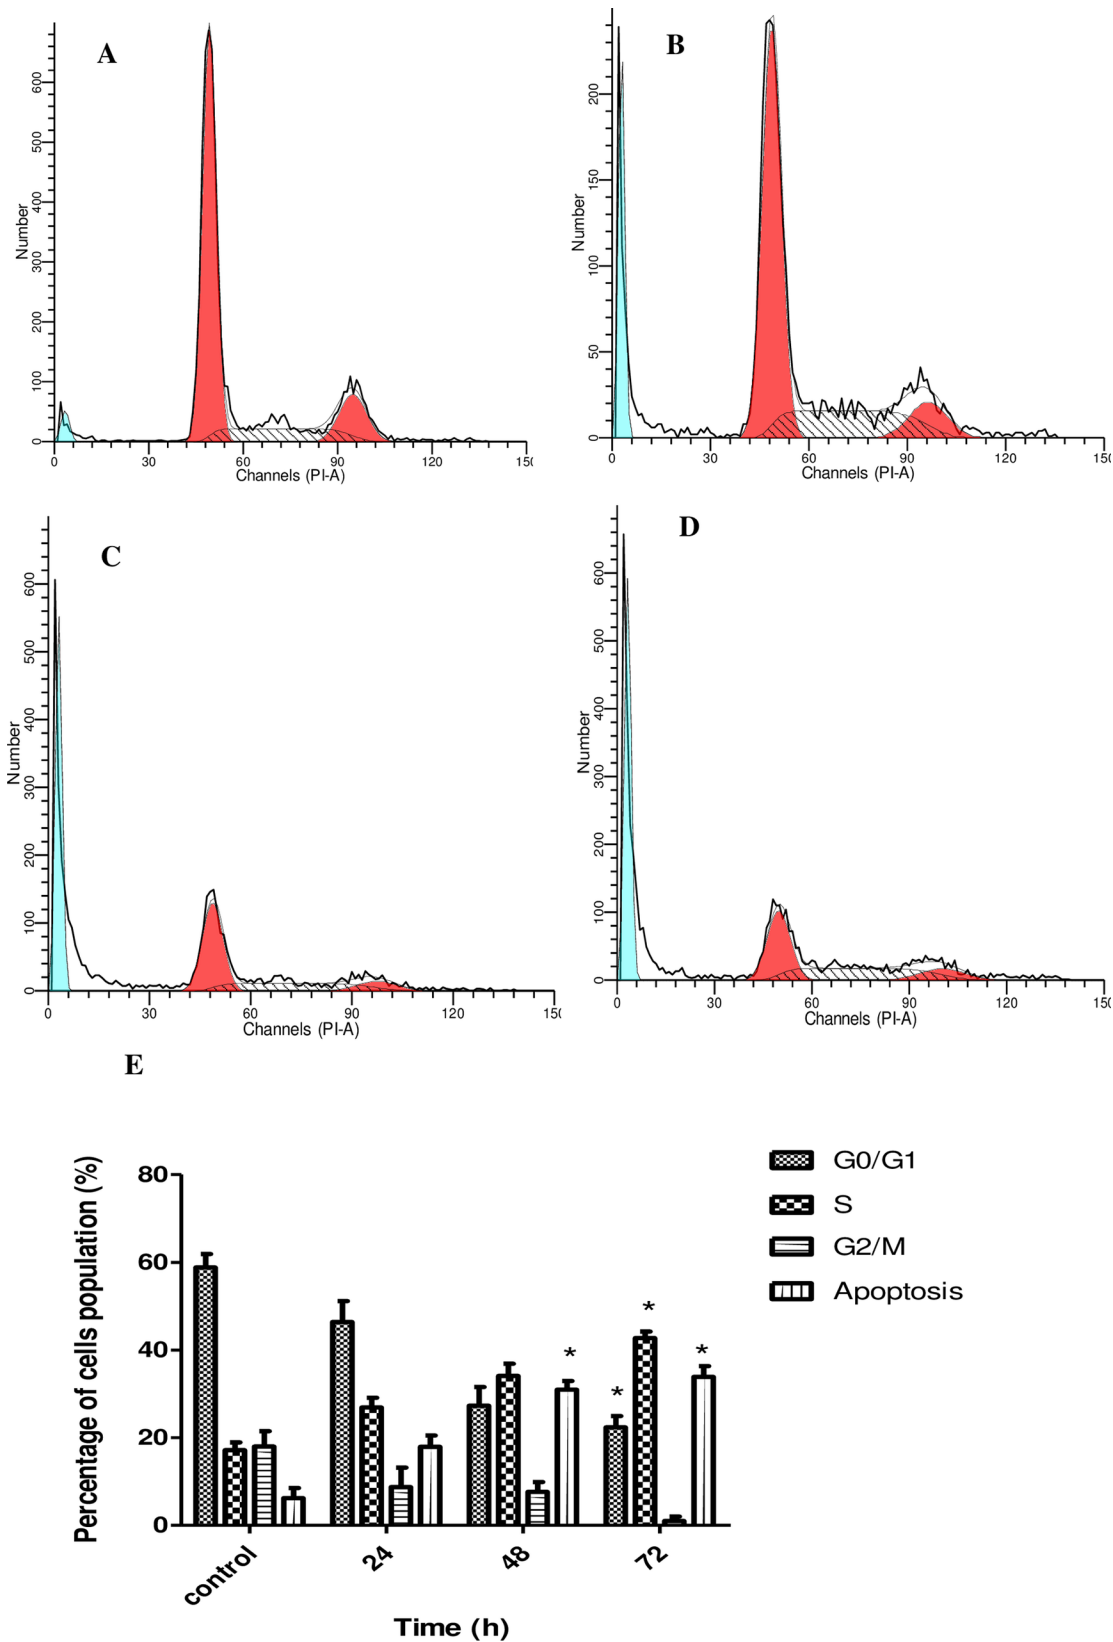 A
Number
0 100 200 300 400 500 600
0 30 60 90 120 15
Channels (PI-A)
B
Number
0 50 100 150 200
0 30 60 90 120 150
Channels (PI-A)
C
Number
0 100 200 300 400 500 600
0 30 60 90 120 15
Channels (PI-A)
D
Number
0 100 200 300 400 500 600
0 30 60 90 120 150
Channels (PI-A)
E
Percentage of cells population (%)
80
60
40
20
0
* * * *
control 24 48 72
Time (h)
G0/G1
S
G2/M
Apoptosis